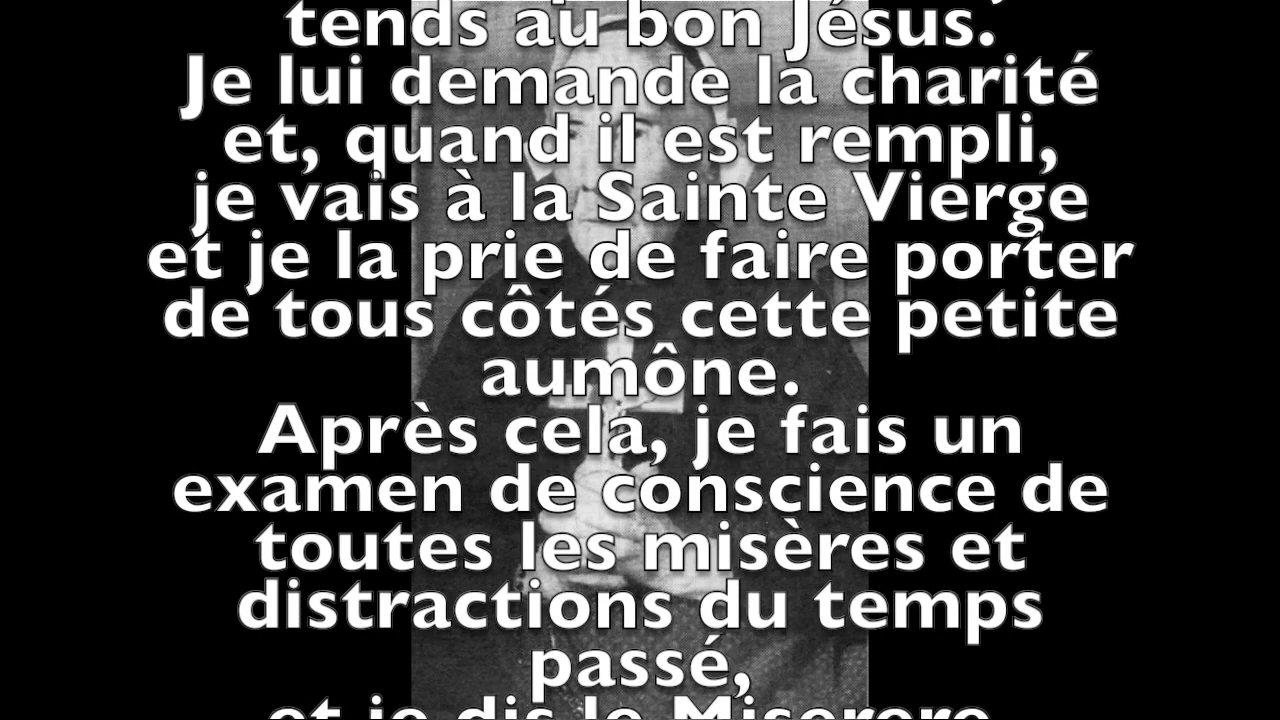 tends au bon Jésus.
Je lui demande la charité
et, quand il est rempli,
je vais à la Sainte Vierge
et je la prie de faire porter
de tous côtés cette petite
aumône.
Après cela, je fais un
examen de conscience de
toutes les misères et
distractions du temps
passé,
et je dis le Miserere